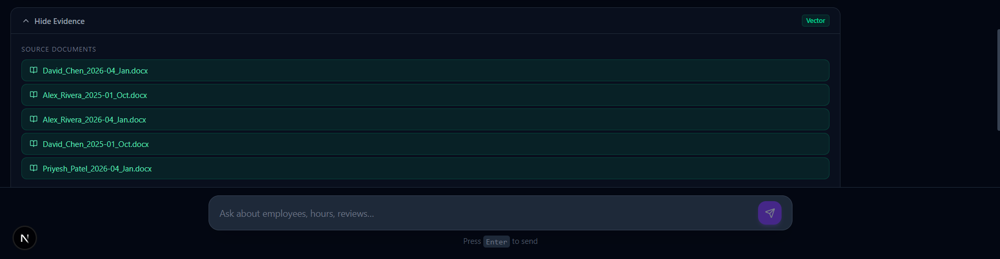 Hide Evidence
Vector
SOURCE DOCUMENTS
David_Chen_2026-04_Jan.docx
Alex_Rivera_2025-01_Oct.docx
Alex_Rivera_2026-04_Jan.docx
David_Chen_2025-01_Oct.docx
Priyesh_Patel_2026-04_Jan.docx
Ask about employees, hours, reviews...
Press Enter to send
N